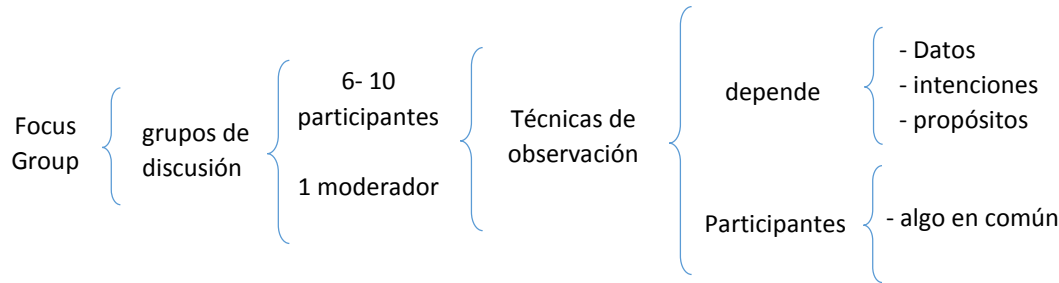 Focus
Group
grupos de
discusión
6- 10
participantes
1 moderador
Técnicas de
observación
depende
- Datos
- intenciones
- propósitos
Participantes
- algo en común